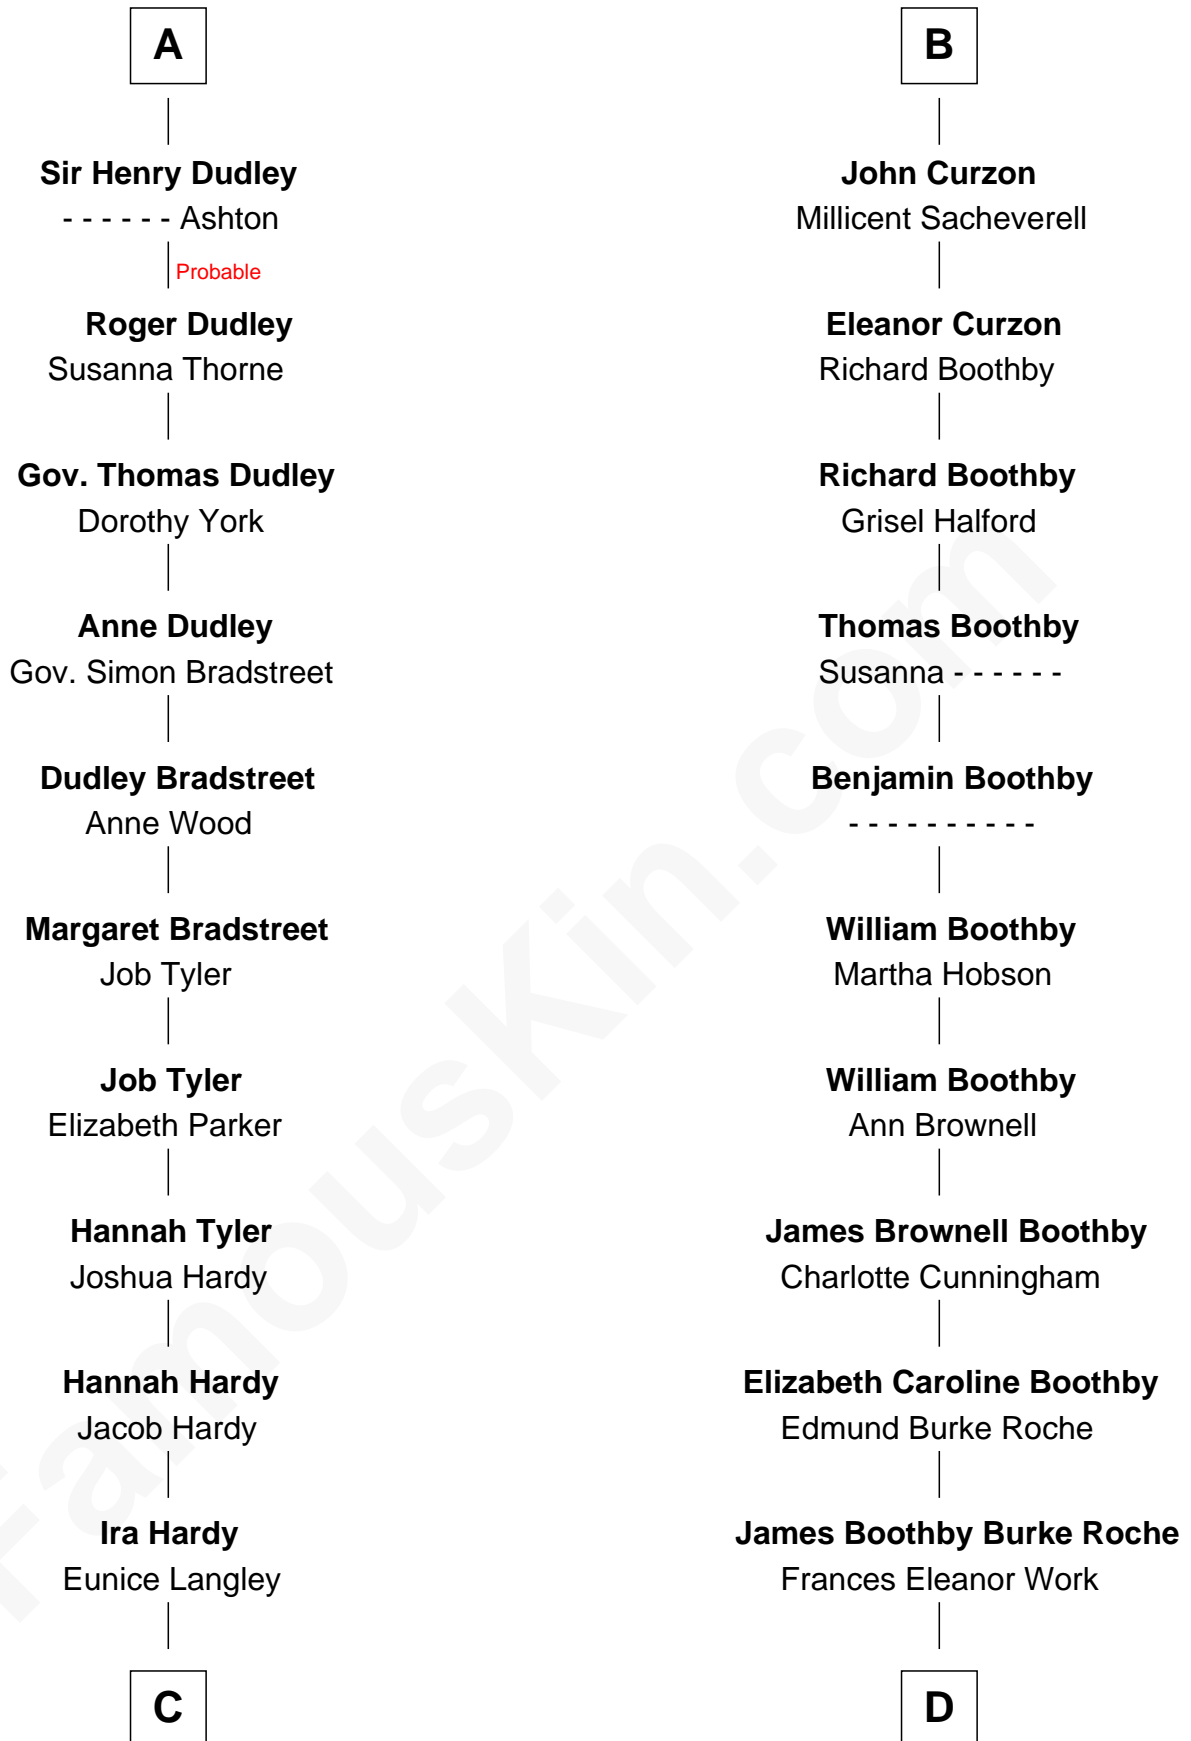 A
Sir Henry Dudley
- - - - - - Ashton
Probable
Roger Dudley
Susanna Thorne
Gov. Thomas Dudley
Dorothy York
Anne Dudley
Gov. Simon Bradstreet
Dudley Bradstreet
Anne Wood
Margaret Bradstreet
Job Tyler
Job Tyler
Elizabeth Parker
Hannah Tyler
Joshua Hardy
Hannah Hardy
Jacob Hardy
Ira Hardy
Eunice Langley
C
B
John Curzon
Millicent Sacheverell
Eleanor Curzon
Richard Boothby
Richard Boothby
Grisel Halford
Thomas Boothby
Susanna - - - - - -
Benjamin Boothby
- - - - - - - - - -
William Boothby
Martha Hobson
William Boothby
Ann Brownell
James Brownell Boothby
Charlotte Cunningham
Elizabeth Caroline Boothby
Edmund Burke Roche
James Boothby Burke Roche
Frances Eleanor Work
D
FamousKin.com